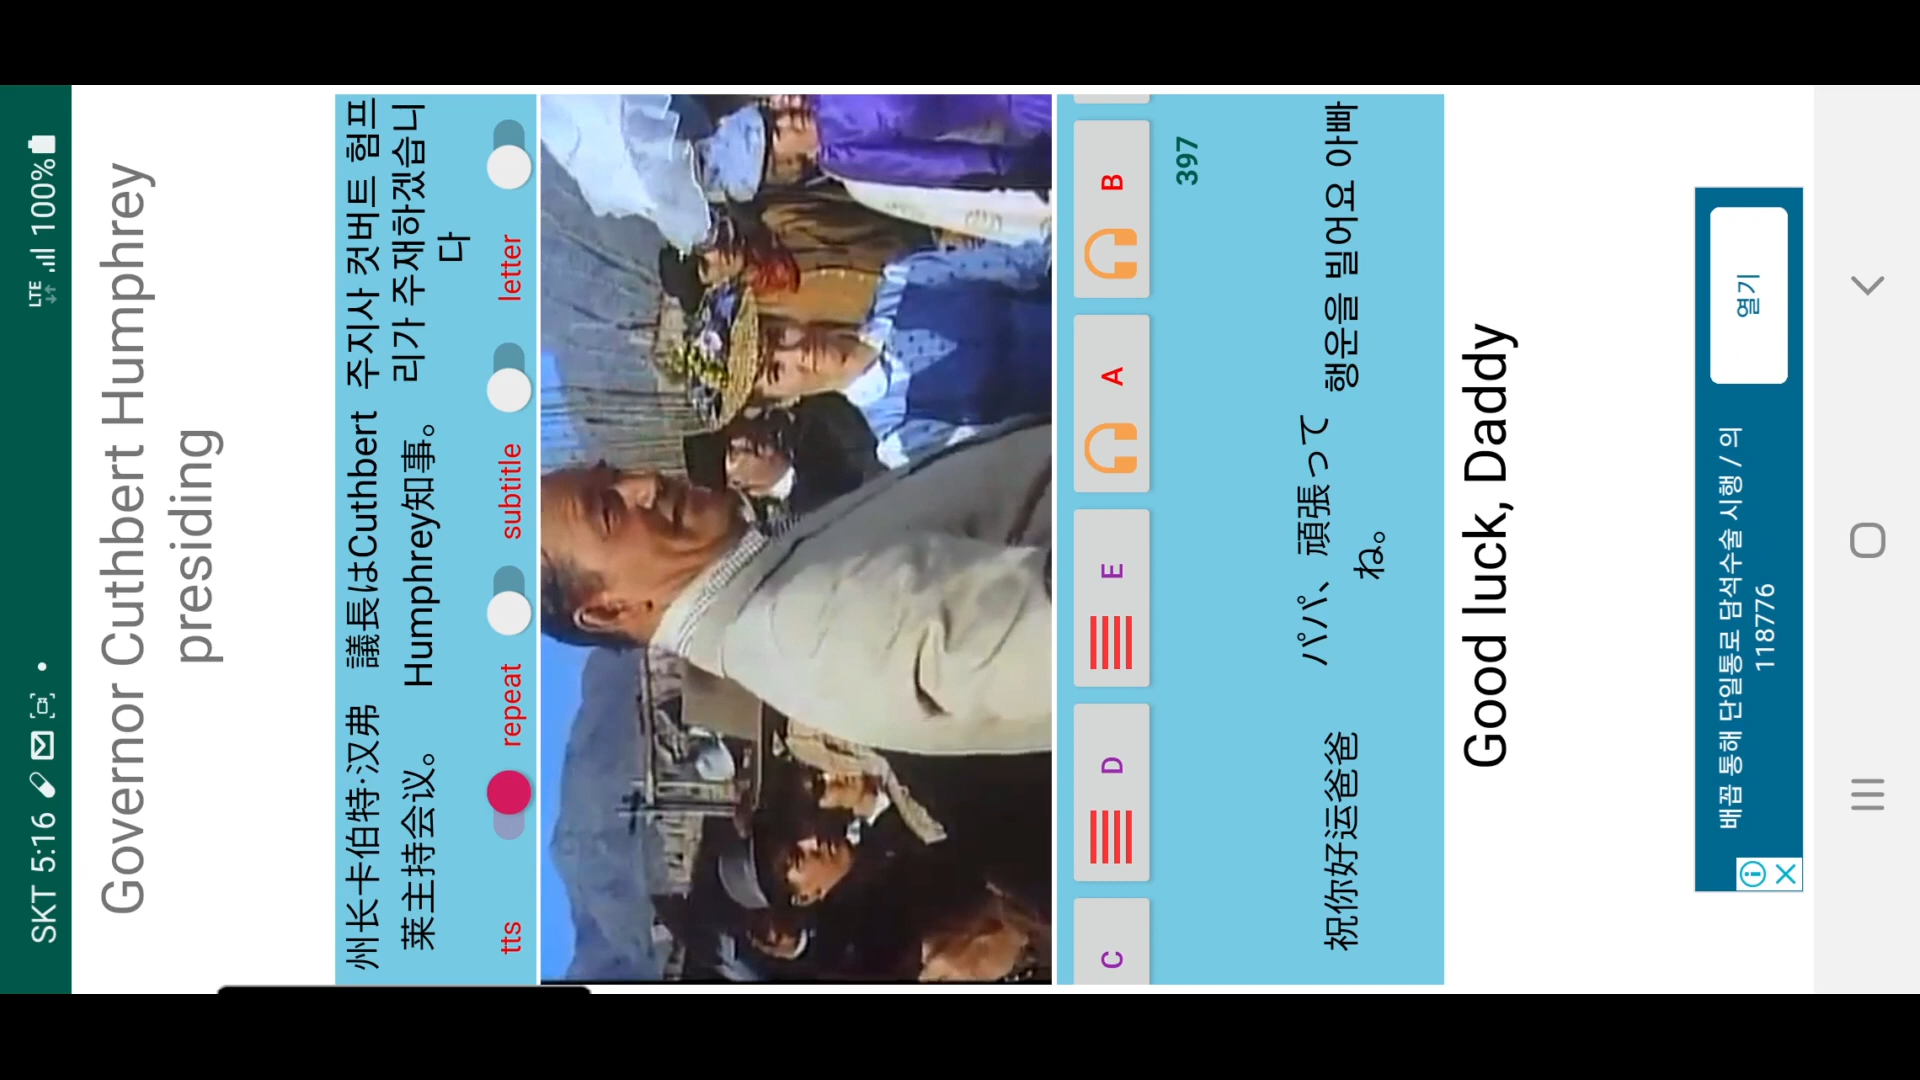 SKT 5:16
LTE
100%
Governor Cuthbert Humphrey
presiding
州长卡伯特·汉弗
莱主持会议。
議長はCuthbert
Humphrey知事。
주지사 컷버트 험프
리가 주재하겠습니
다
tts
repeat
subtitle
letter
C
D
E
A
B
397
祝你好运爸爸
パパ、頑張って
ね。
행운을 빌어요 아빠
Good luck, Daddy
배꼽 통해 단일통로 담석수술 시행 / 의
118776
열기